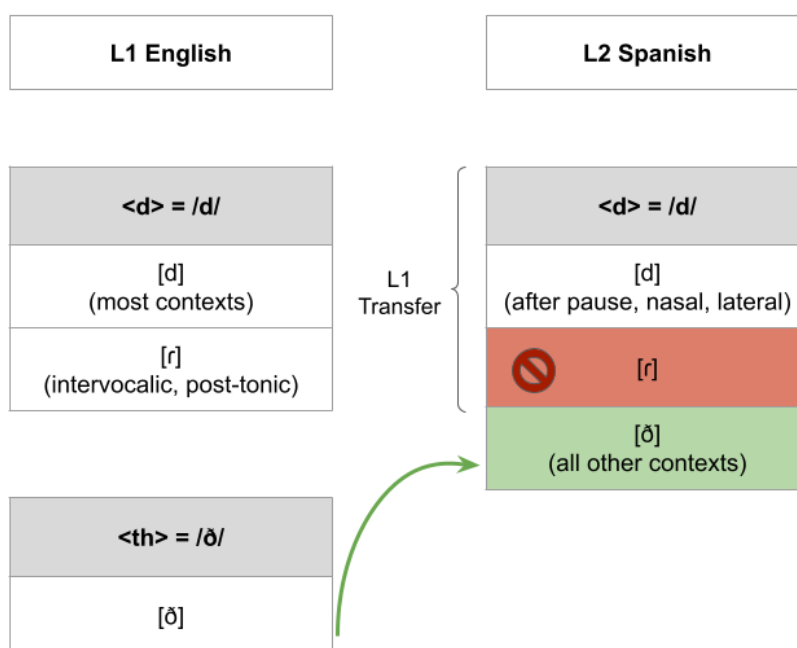 L1 English
L2 Spanish
<d> = /d/
[d]
(most contexts)
[ɾ]
(intervocalic, post-tonic)
L1
Transfer
<d> = /d/
[d]
(after pause, nasal, lateral)
[ɾ]
[ð]
(all other contexts)
<th> = /ð/
[ð]